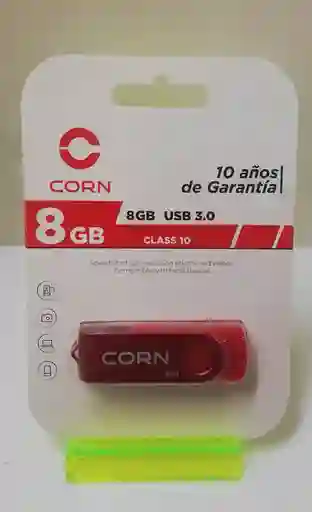 CORN
10 años
de Garantía
8 GB
8GB USB 3.0
CLASS 10
CORN